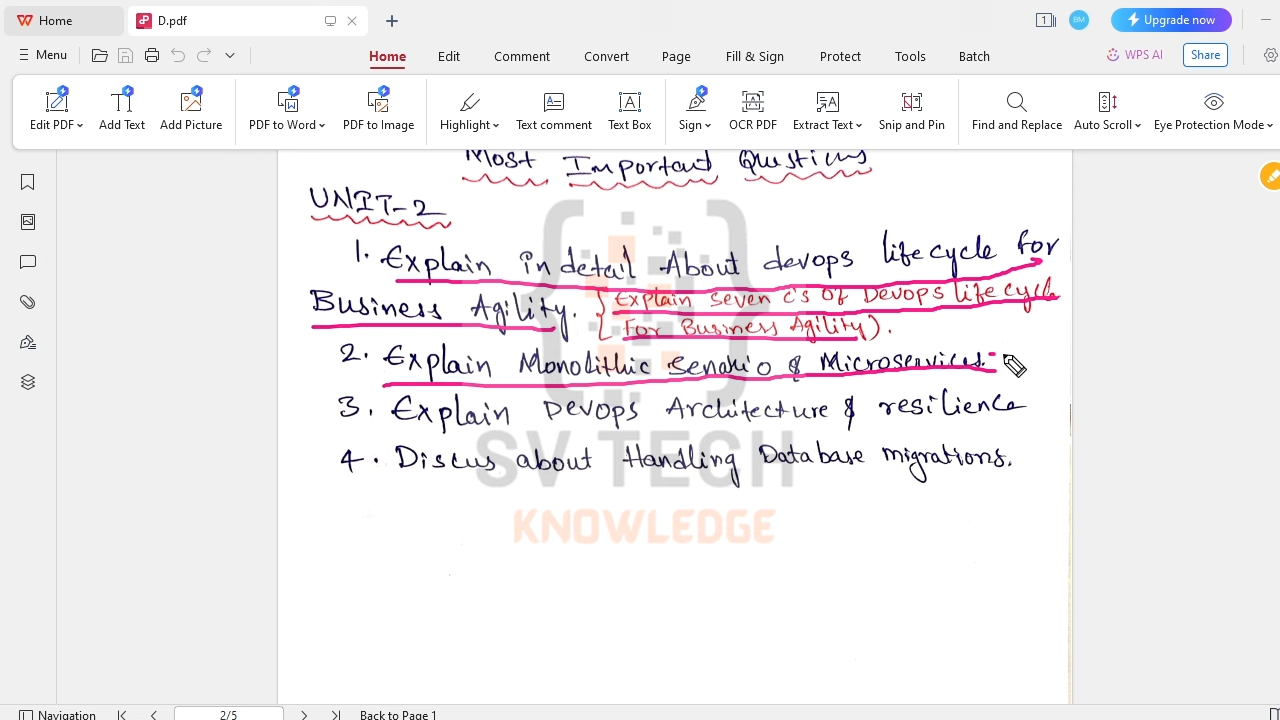 Home
D.pdf
1
BM
Upgrade now
Menu
Home Edit Comment Convert Page Fill & Sign Protect Tools Batch
WPS AI
Share
Edit PDF Add Text Add Picture PDF to Word PDF to Image Highlight Text comment Text Box Sign OCR PDF Extract Text Snip and Pin Find and Replace Auto Scroll Eye Protection Mode
Most Important Questions
UNIT-2
1. Explain in detail About devops lifecycle for
Business Agility. {Explain seven C's of Devops Lifecycle
For Business Agility).
2. Explain Monolithic Senario & Microservices.
3. Explain Devops Architecture & resilience
4. Discus about Handling Database migrations.
SV TECH
KNOWLEDGE
Navigation
2/5
Back to Page 1